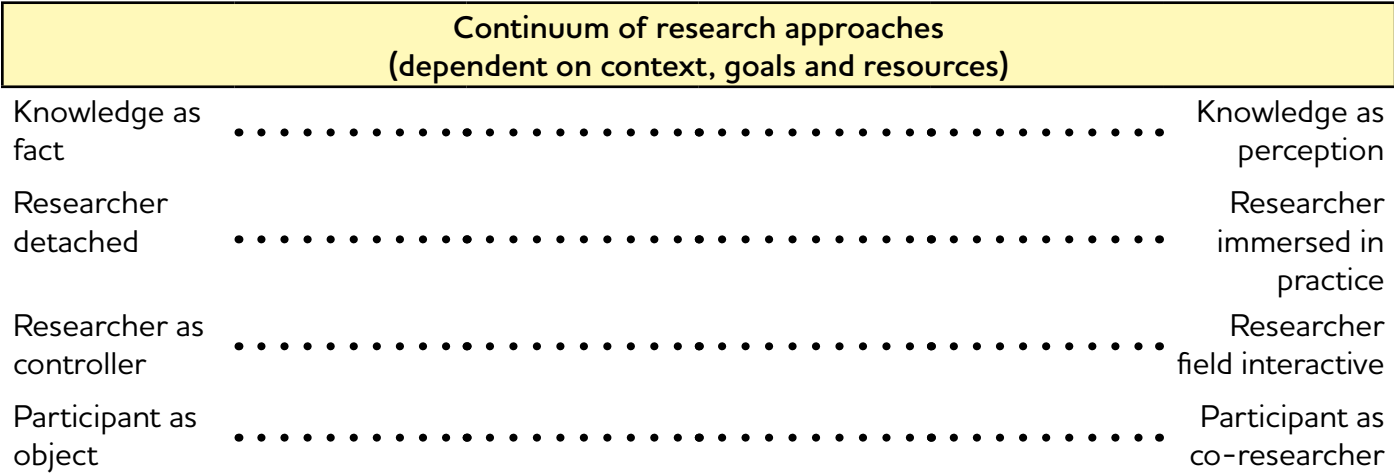 Continuum of research approaches
(dependent on context, goals and resources)
Knowledge as
fact
Knowledge as
perception
Researcher
detached
Researcher
immersed in
practice
Researcher as
controller
Researcher
field interactive
Participant as
object
Participant as
co-researcher